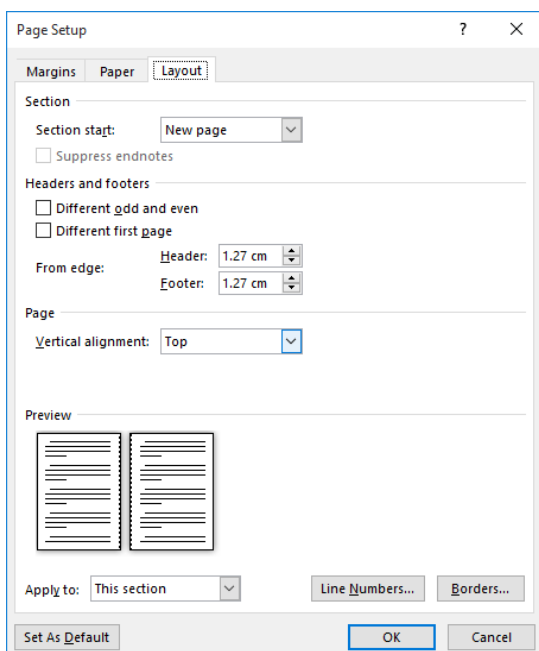 Page Setup ?
Margins Paper Layout
Section
Section start: New page
Suppress endnotes
Headers and footers
Different odd and even
Different first page
Header: 1.27 cm
From edge:
Footer: 1.27 cm
Page
Vertical alignment: Top
Preview
Apply to: This section Line Numbers... Borders...
Set As Default OK Cancel